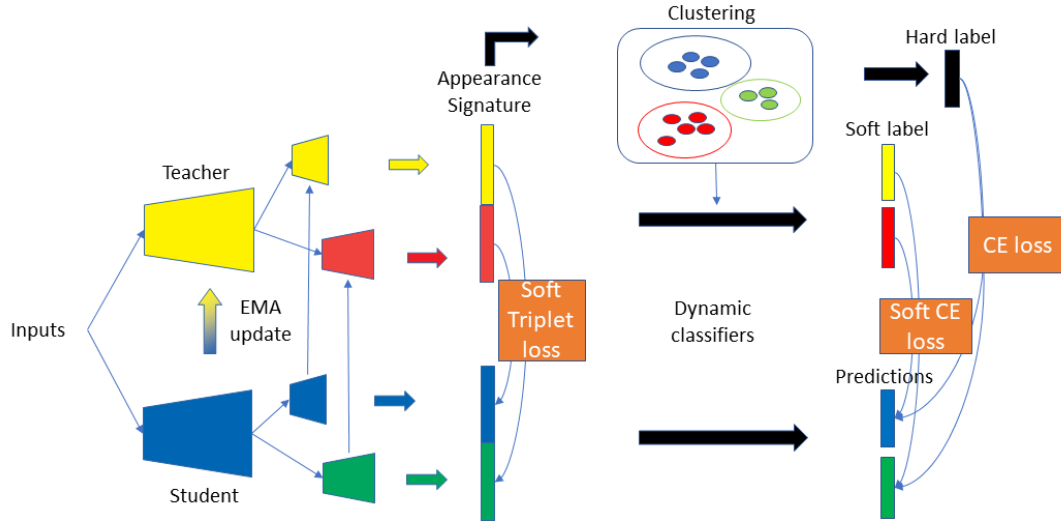 Clustering
Hard label
Appearance
Signature
Soft label
Teacher
CE loss
EMA
update
Inputs
Soft
Triplet
loss
Dynamic
classifiers
Soft CE
loss
Predictions
Student